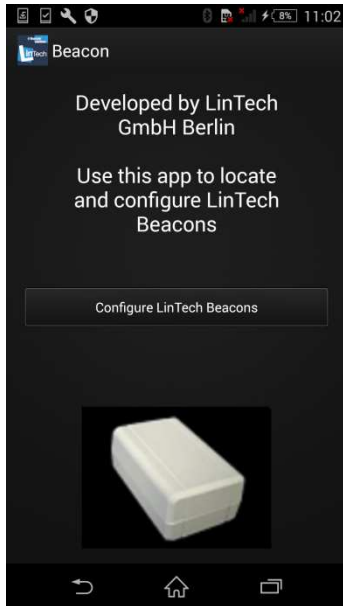 8% 11:02
LinTech
Beacon
Developed by LinTech
GmbH Berlin
Use this app to locate
and configure LinTech
Beacons
Configure LinTech Beacons